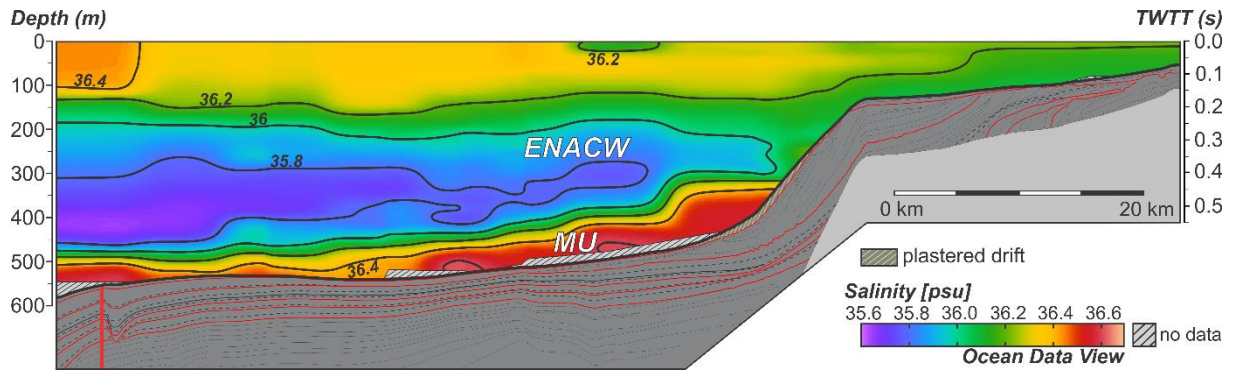 Depth (m)
TWTT (s)
0
100
200
300
400
500
600
0.0
0.1
0.2
0.3
0.4
0.5
36.4
36.2
36.2
36
35.8
ENACW
MU
36.4
0 km
20 km
plastered drift
Salinity [psu]
35.6 35.8 36.0 36.2 36.4 36.6
no data
Ocean Data View